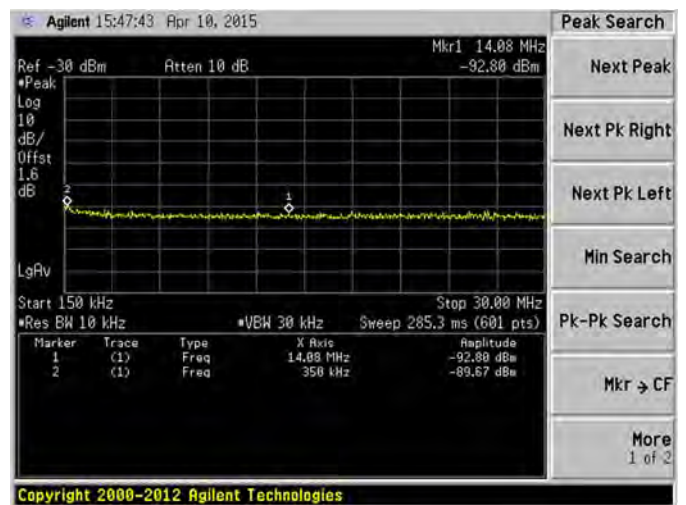 Agilent 15:47:43 Apr 10, 2015
Peak Search
Mkr1 14.08 MHz
Ref -30 dBm Atten 10 dB -92.80 dBm
*Peak
Log
10
dB/
Offst
1.6
dB
2
1
LgAv
Start 150 kHz Stop 30.00 MHz
*Res BW 10 kHz *VBW 30 kHz Sweep 285.3 ms (601 pts)
Marker Trace Type X Axis Amplitude
1 (1) Freq 14.08 MHz -92.80 dBm
2 (1) Freq 350 kHz -89.67 dBm
Next Peak
Next Pk Right
Next Pk Left
Min Search
Pk-Pk Search
Mkr → CF
More
1 of 2
Copyright 2000-2012 Agilent Technologies